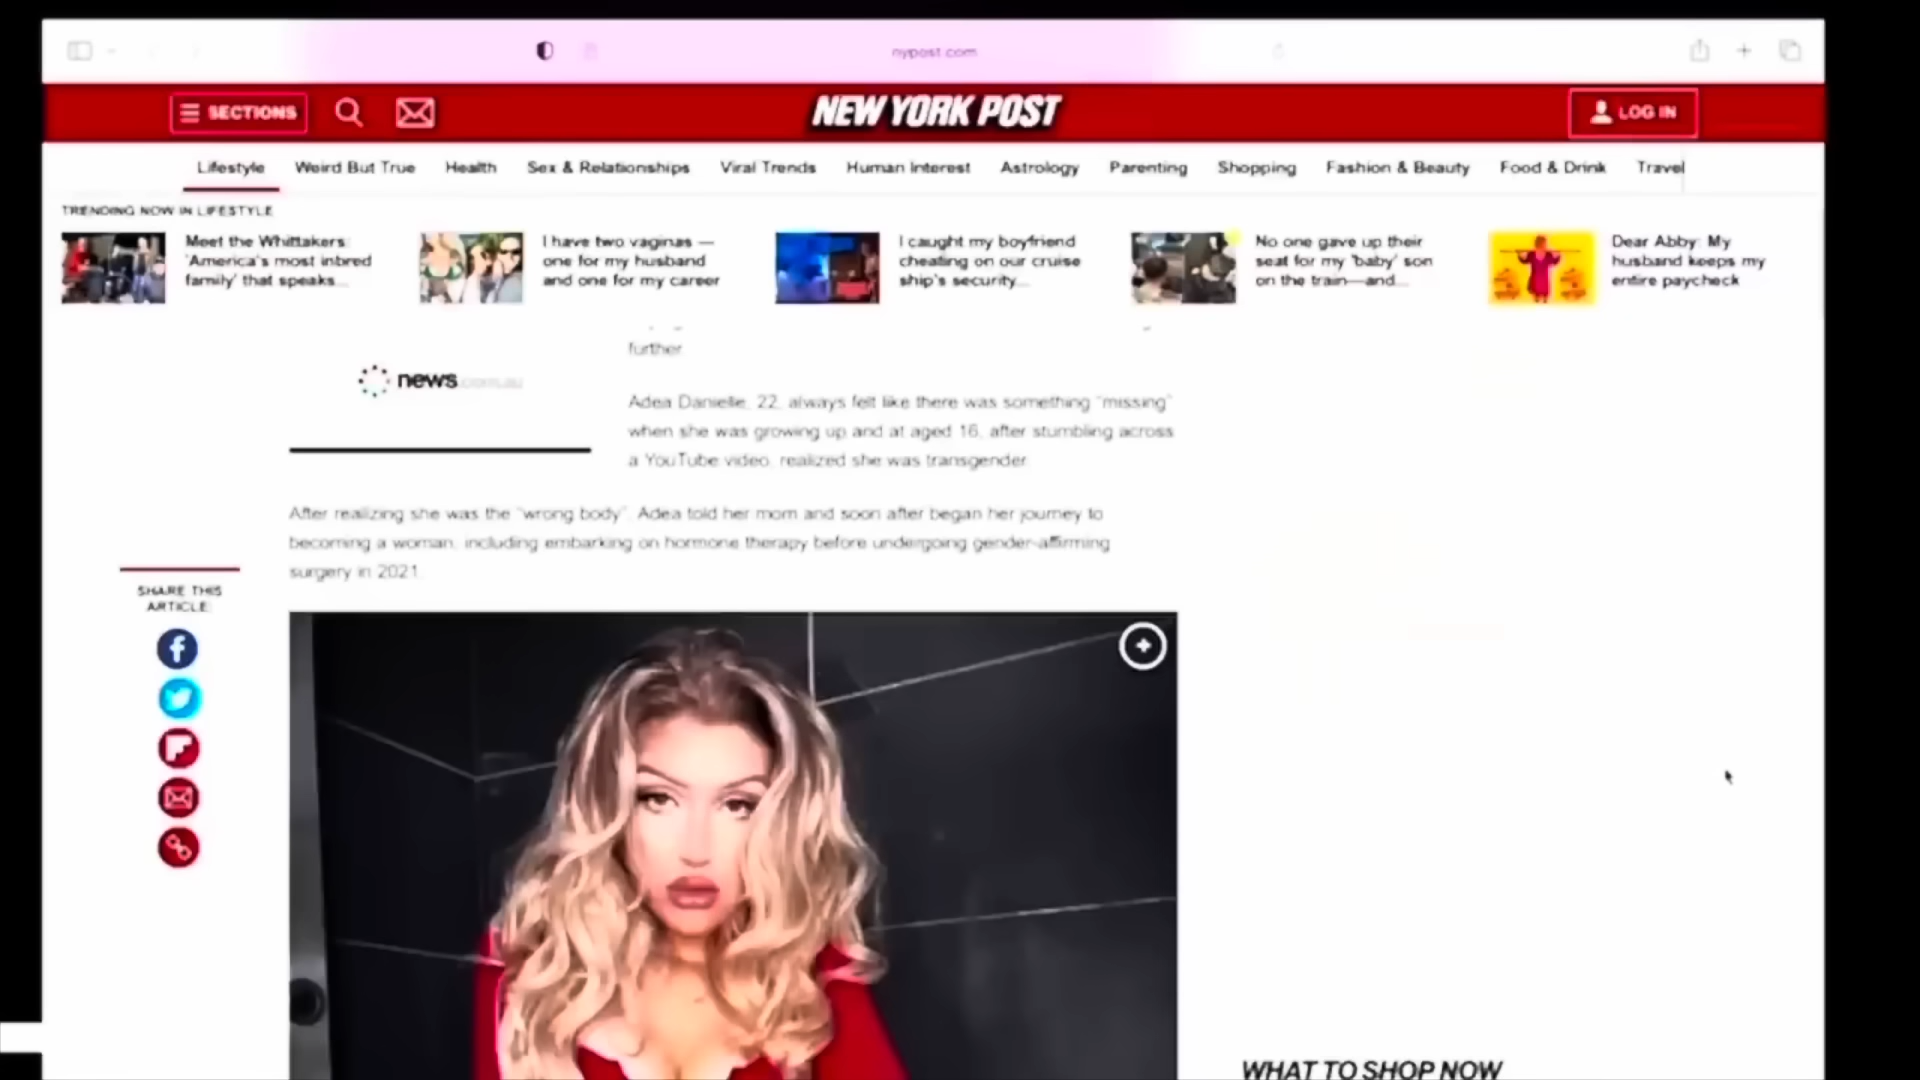 nypost.com
SECTIONS
NEW YORK POST
LOG IN
Lifestyle Weird But True Health Sex & Relationships Viral Trends Human Interest Astrology Parenting Shopping Fashion & Beauty Food & Drink Travel
TRENDING NOW IN LIFESTYLE
Meet the Whittakers:
'America's most inbred
family' that speaks...
I have two vaginas —
one for my husband
and one for my career
I caught my boyfriend
cheating on our cruise
ship's security...
No one gave up their
seat for my 'baby' son
on the train—and...
Dear Abby: My
husband keeps my
entire paycheck
further.
news.com.au
Adea Danielle, 22, always felt like there was something “missing”
when she was growing up and at aged 16, after stumbling across
a YouTube video, realized she was transgender.
After realizing she was the “wrong body”, Adea told her mom and soon after began her journey to
becoming a woman, including embarking on hormone therapy before undergoing gender-affirming
surgery in 2021.
SHARE THIS
ARTICLE:
WHAT TO SHOP NOW